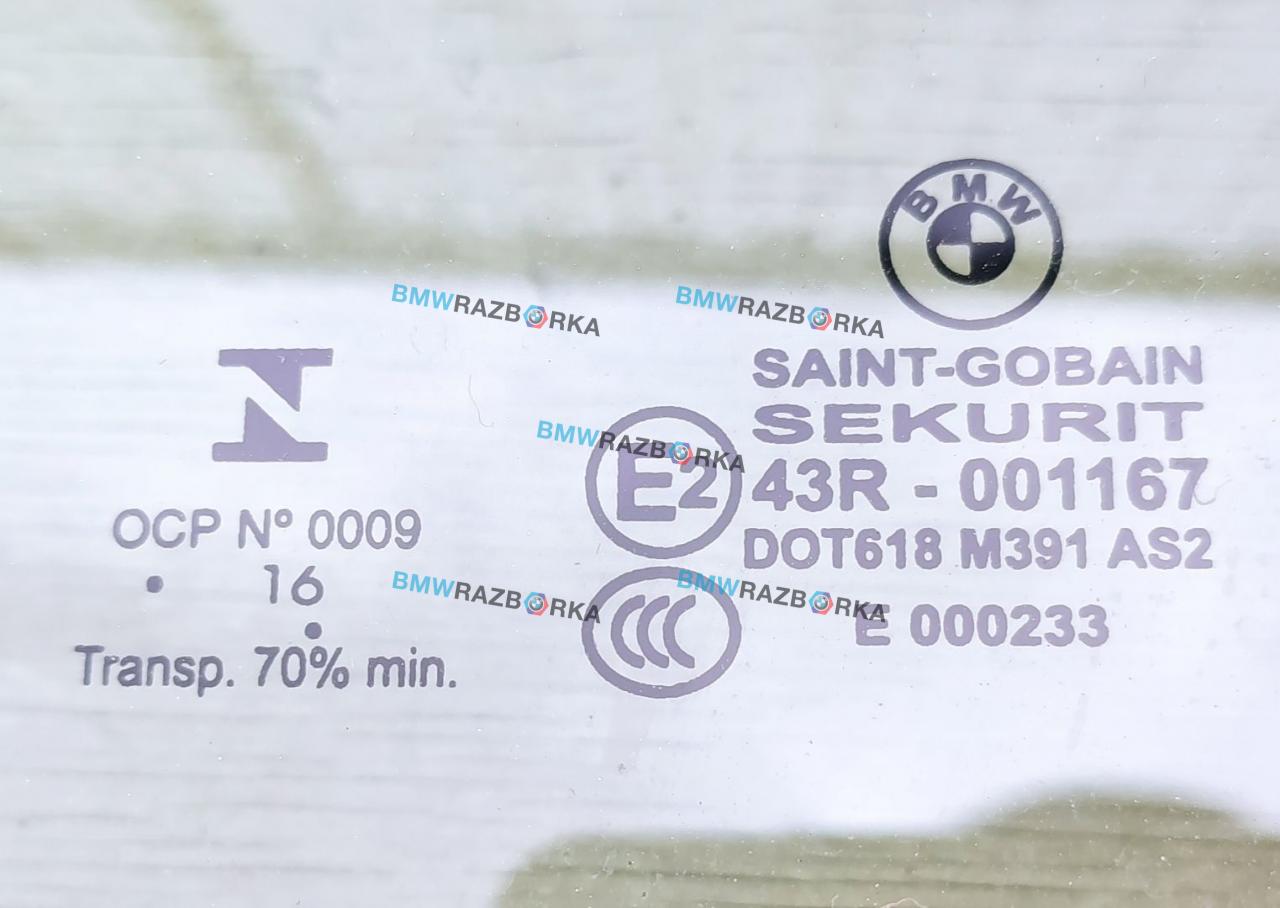 BMW
BMWRAZBORKA
BMWRAZBORKA
SAINT-GOBAIN
SEKURIT
BMWRAZBORKA
E2
43R - 001167
OCP Nº 0009
DOT618 M391 AS2
. 16
BMWRAZBORKA
BMWRAZBORKA
CCC
E 000233
.
Transp. 70% min.